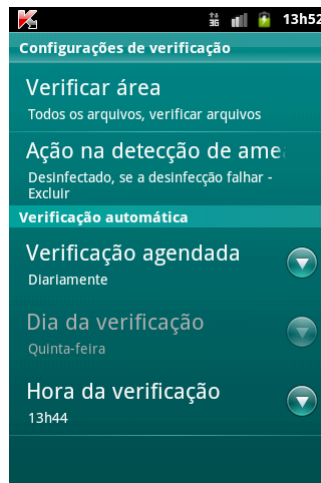 3G 13h52
Configurações de verificação
Verificar área
Todos os arquivos, verificar arquivos
Ação na detecção de ame
Desinfectado, se a desinfecção falhar -
Excluir
Verificação automática
Verificação agendada
Diariamente
Dia da verificação
Quinta-feira
Hora da verificação
13h44